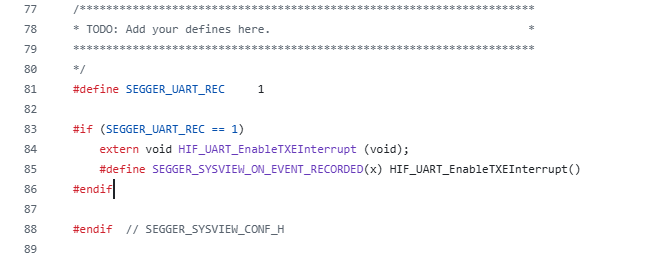 77 /*********************************************************************
78 * TODO: Add your defines here. *
79 **********************************************************************
80 */
81 #define SEGGER_UART_REC 1
82
83 #if (SEGGER_UART_REC == 1)
84 extern void HIF_UART_EnableTXEInterrupt (void);
85 #define SEGGER_SYSVIEW_ON_EVENT_RECORDED(x) HIF_UART_EnableTXEInterrupt()
86 #endif
87
88 #endif // SEGGER_SYSVIEW_CONF_H
89